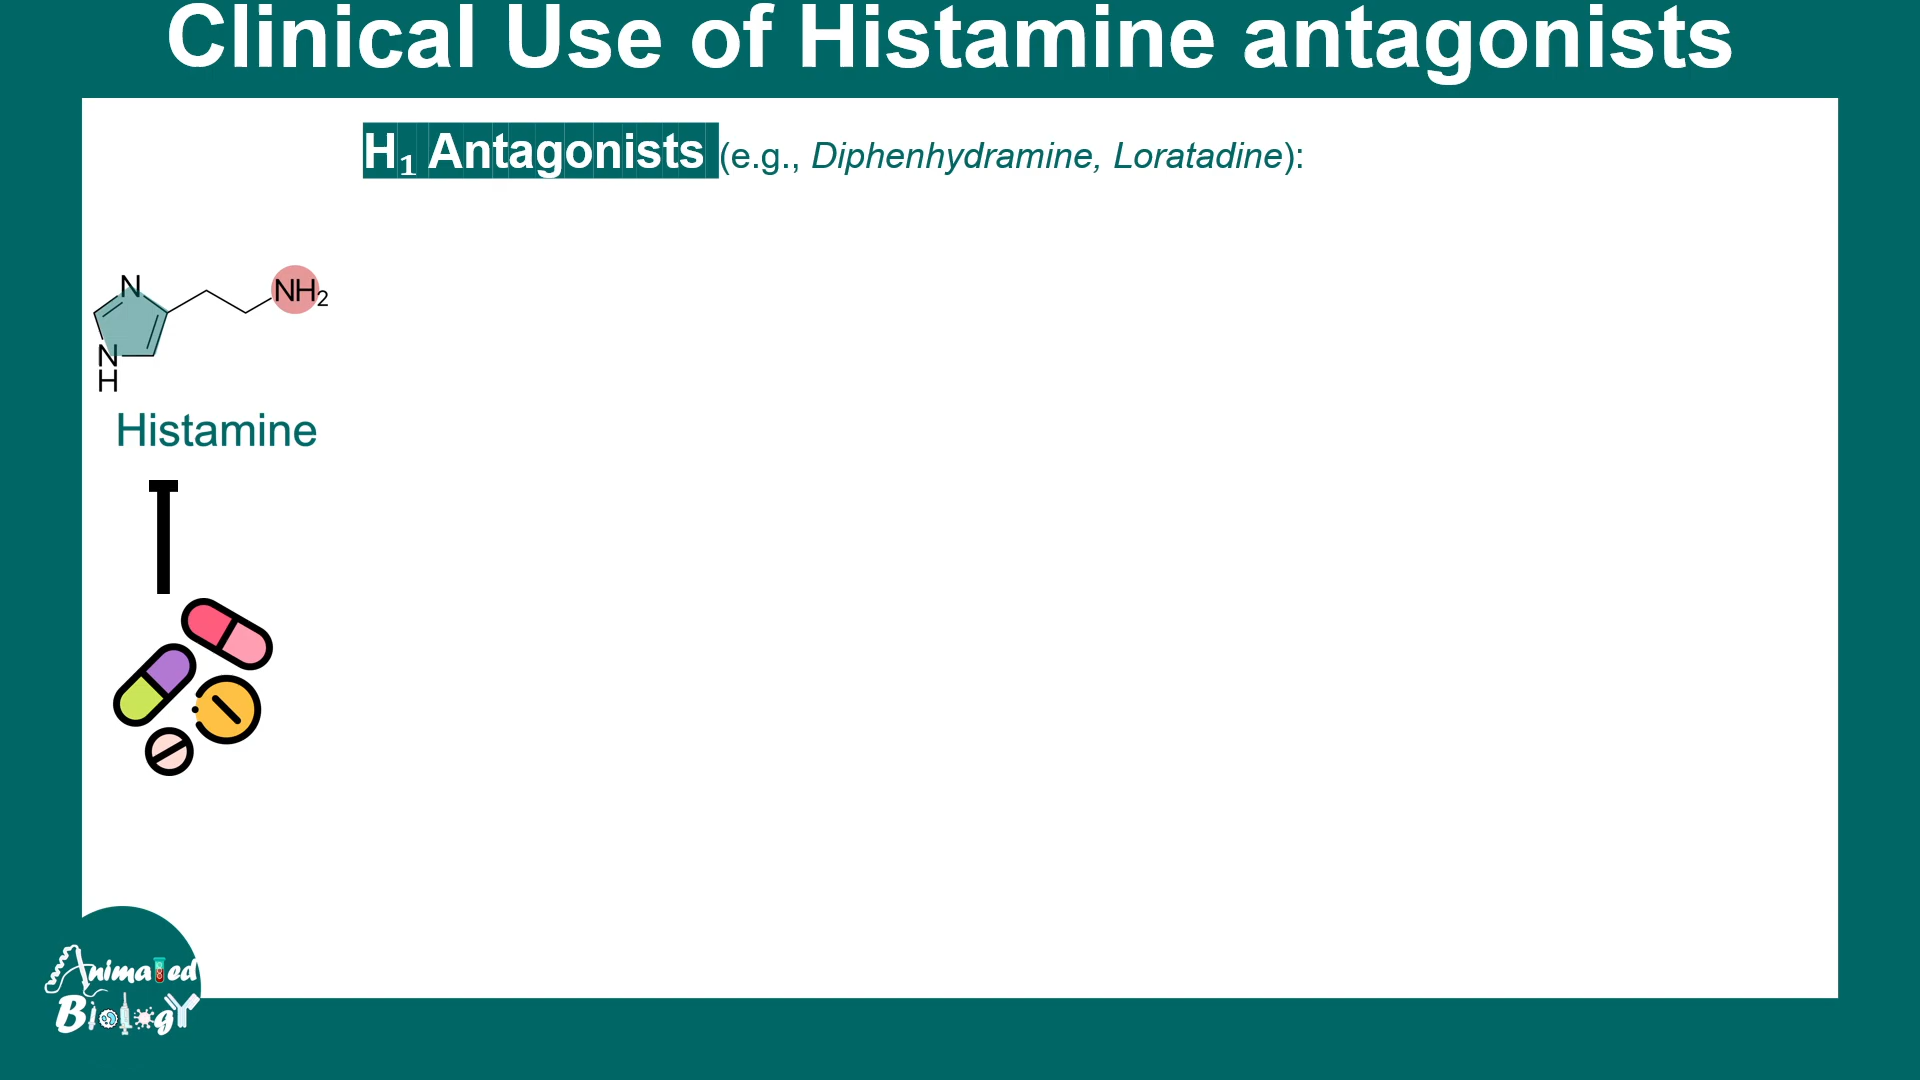 Clinical Use of Histamine antagonists
H₁ Antagonists (e.g., Diphenhydramine, Loratadine):
N
NH₂
N
H
Histamine
Animated
Biology